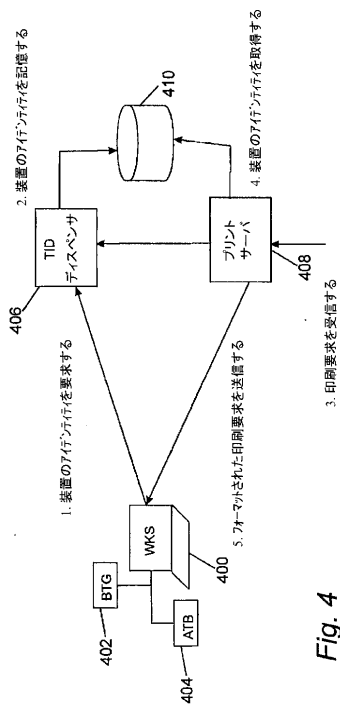 2. 装置のアイデンティティを記憶する
410
4. 装置のアイデンティティを取得する
TID
ディスペンサ
406
プリント
サーバ
408
3. 印刷要求を受信する
1. 装置のアイデンティティを要求する
5. フォーマットされた印刷要求を送信する
WKS
400
BTG
402
ATB
404
Fig. 4